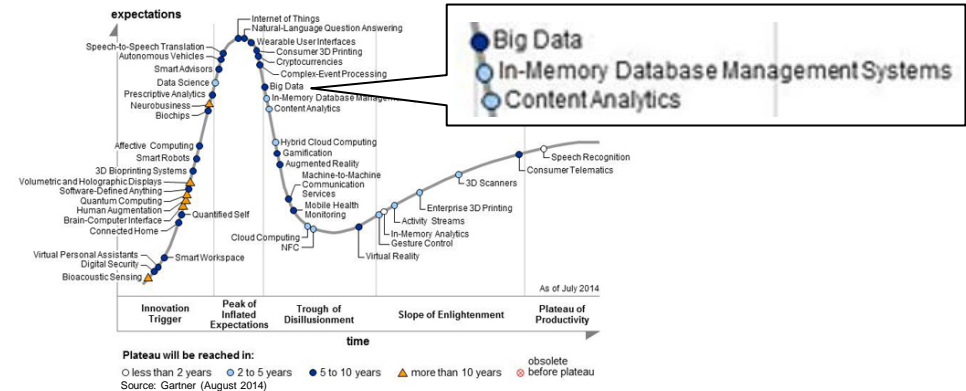 expectations
Internet of Things
Natural-Language Question Answering
Wearable User Interfaces
Speech-to-Speech Translation
Consumer 3D Printing
Autonomous Vehicles
Cryptocurrencies
Smart Advisors
Complex-Event Processing
Data Science
Big Data
Prescriptive Analytics
In-Memory Database Management
Neurobusiness
Content Analytics
Biochips
Big Data
In-Memory Database Management Systems
Content Analytics
Hybrid Cloud Computing
Affective Computing
Gamification
Smart Robots
Augmented Reality
3D Bioprinting Systems
Machine-to-Machine
Communication
Services
Volumetric and Holographic Displays
Software-Defined Anything
Quantum Computing
Mobile Health
Monitoring
Human Augmentation
Brain-Computer Interface
Quantified Self
Connected Home
Cloud Computing
NFC
Virtual Reality
Gesture Control
In-Memory Analytics
Activity Streams
Enterprise 3D Printing
3D Scanners
Consumer Telematics
Speech Recognition
Virtual Personal Assistants
Smart Workspace
Digital Security
Bioacoustic Sensing
As of July 2014
Innovation
Trigger
Peak of
Inflated
Expectations
Trough of
Disillusionment
Slope of Enlightenment
Plateau of
Productivity
time
Plateau will be reached in:
less than 2 years
2 to 5 years
5 to 10 years
more than 10 years
obsolete
before plateau
Source: Gartner (August 2014)